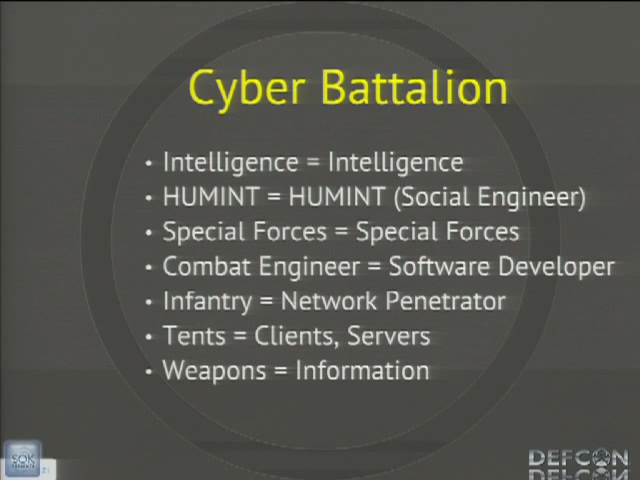 Cyber Battalion
• Intelligence = Intelligence
• HUMINT = HUMINT (Social Engineer)
• Special Forces = Special Forces
• Combat Engineer = Software Developer
• Infantry = Network Penetrator
• Tents = Clients, Servers
• Weapons = Information
SOK
DEFCON